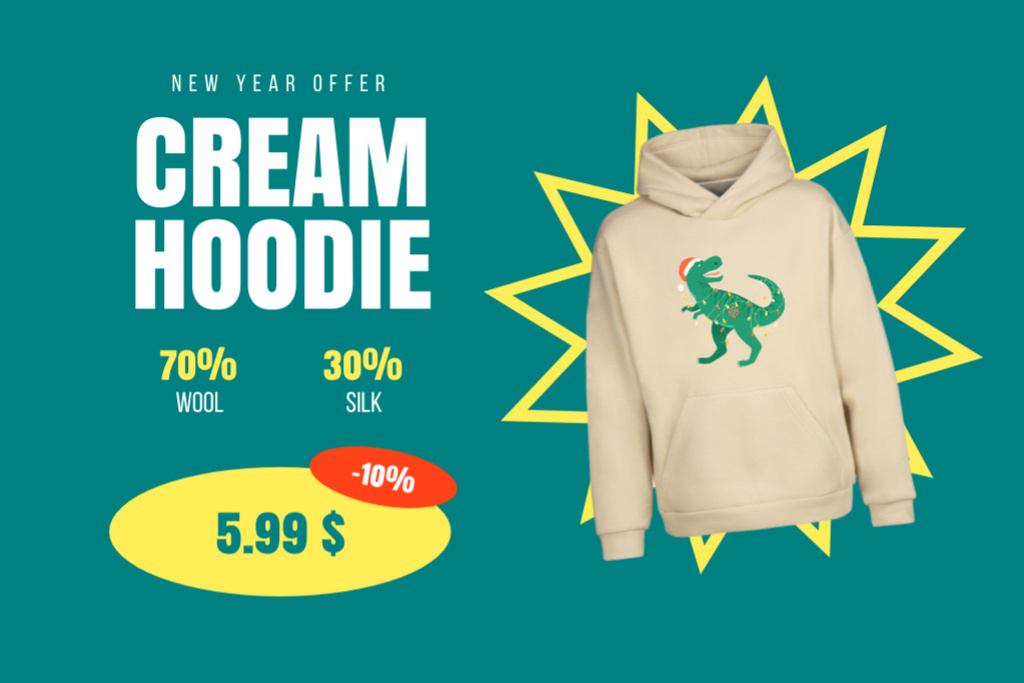 NEW YEAR OFFER
CREAM
HOODIE
70% 30%
WOOL SILK
-10%
5.99 $